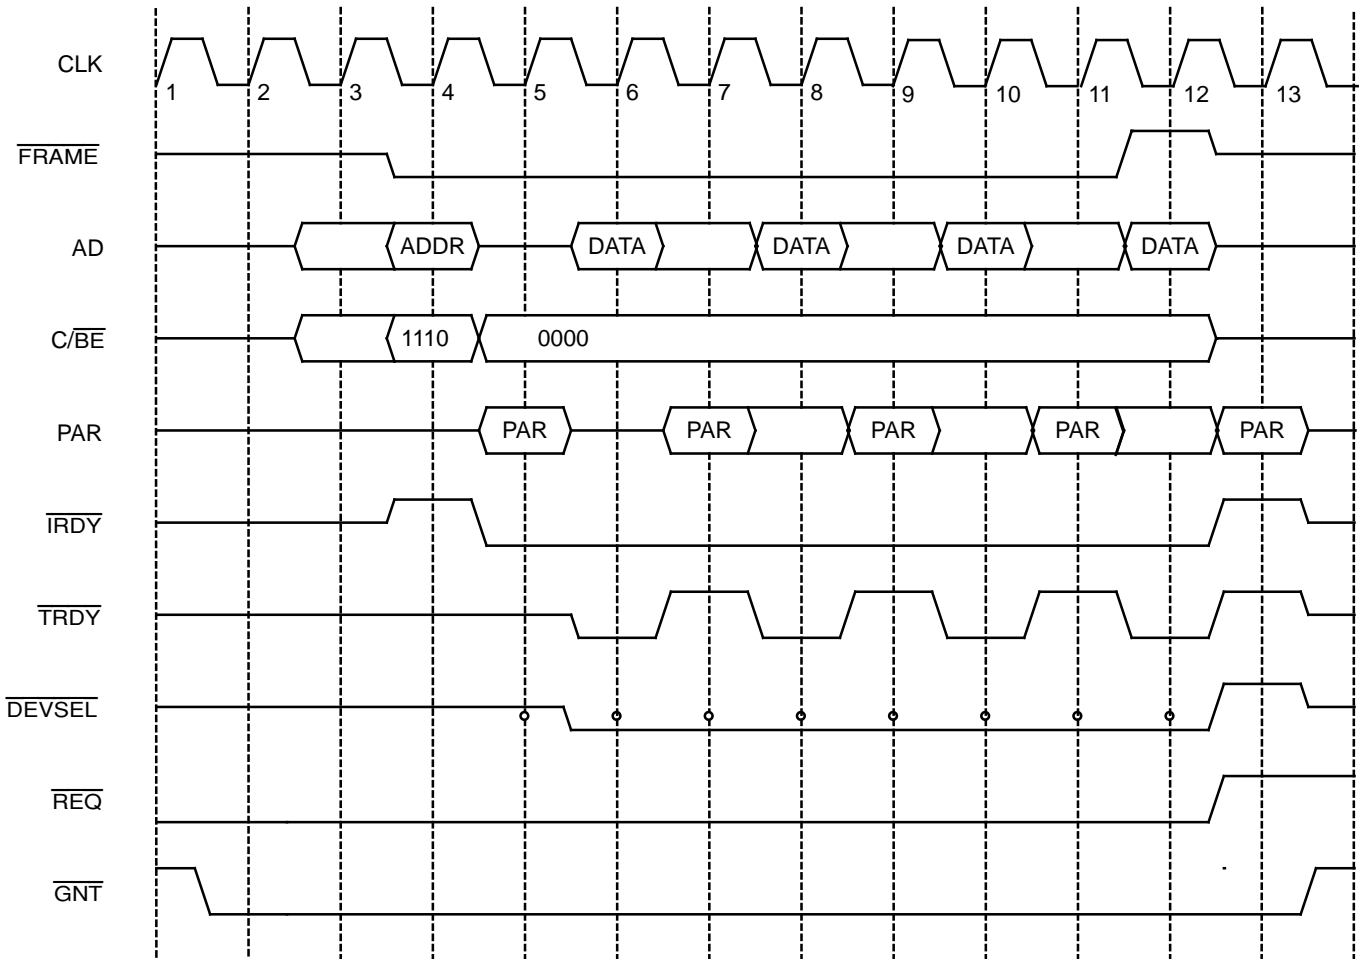 CLK
1 2 3 4 5 6 7 8 9 10 11 12 13
FRAME
AD ADDR DATA DATA DATA DATA
C/BE 1110 0000
PAR PAR PAR PAR PAR PAR
IRDY
TRDY
DEVSEL
REQ
GNT